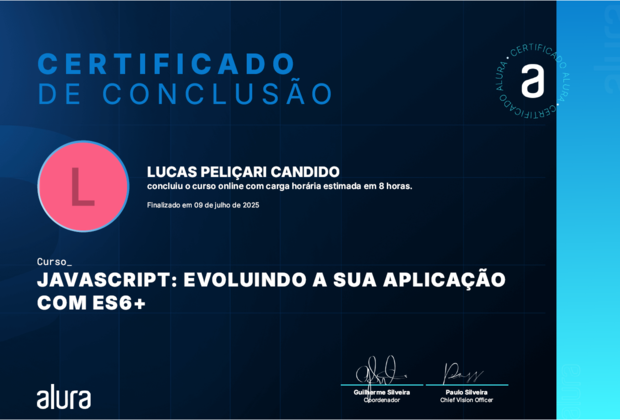 CERTIFICADO
DE CONCLUSÃO
ALURA • CERTIFICADO ALURA • CERTIFICADO
a
L
LUCAS PELIÇARI CANDIDO
concluiu o curso online com carga horária estimada em 8 horas.
Finalizado em 09 de julho de 2025
Curso_
JAVASCRIPT: EVOLUINDO A SUA APLICAÇÃO
COM ES6+
Guilherme Silveira
Coordenador
Paulo Silveira
Chief Vision Officer
alura